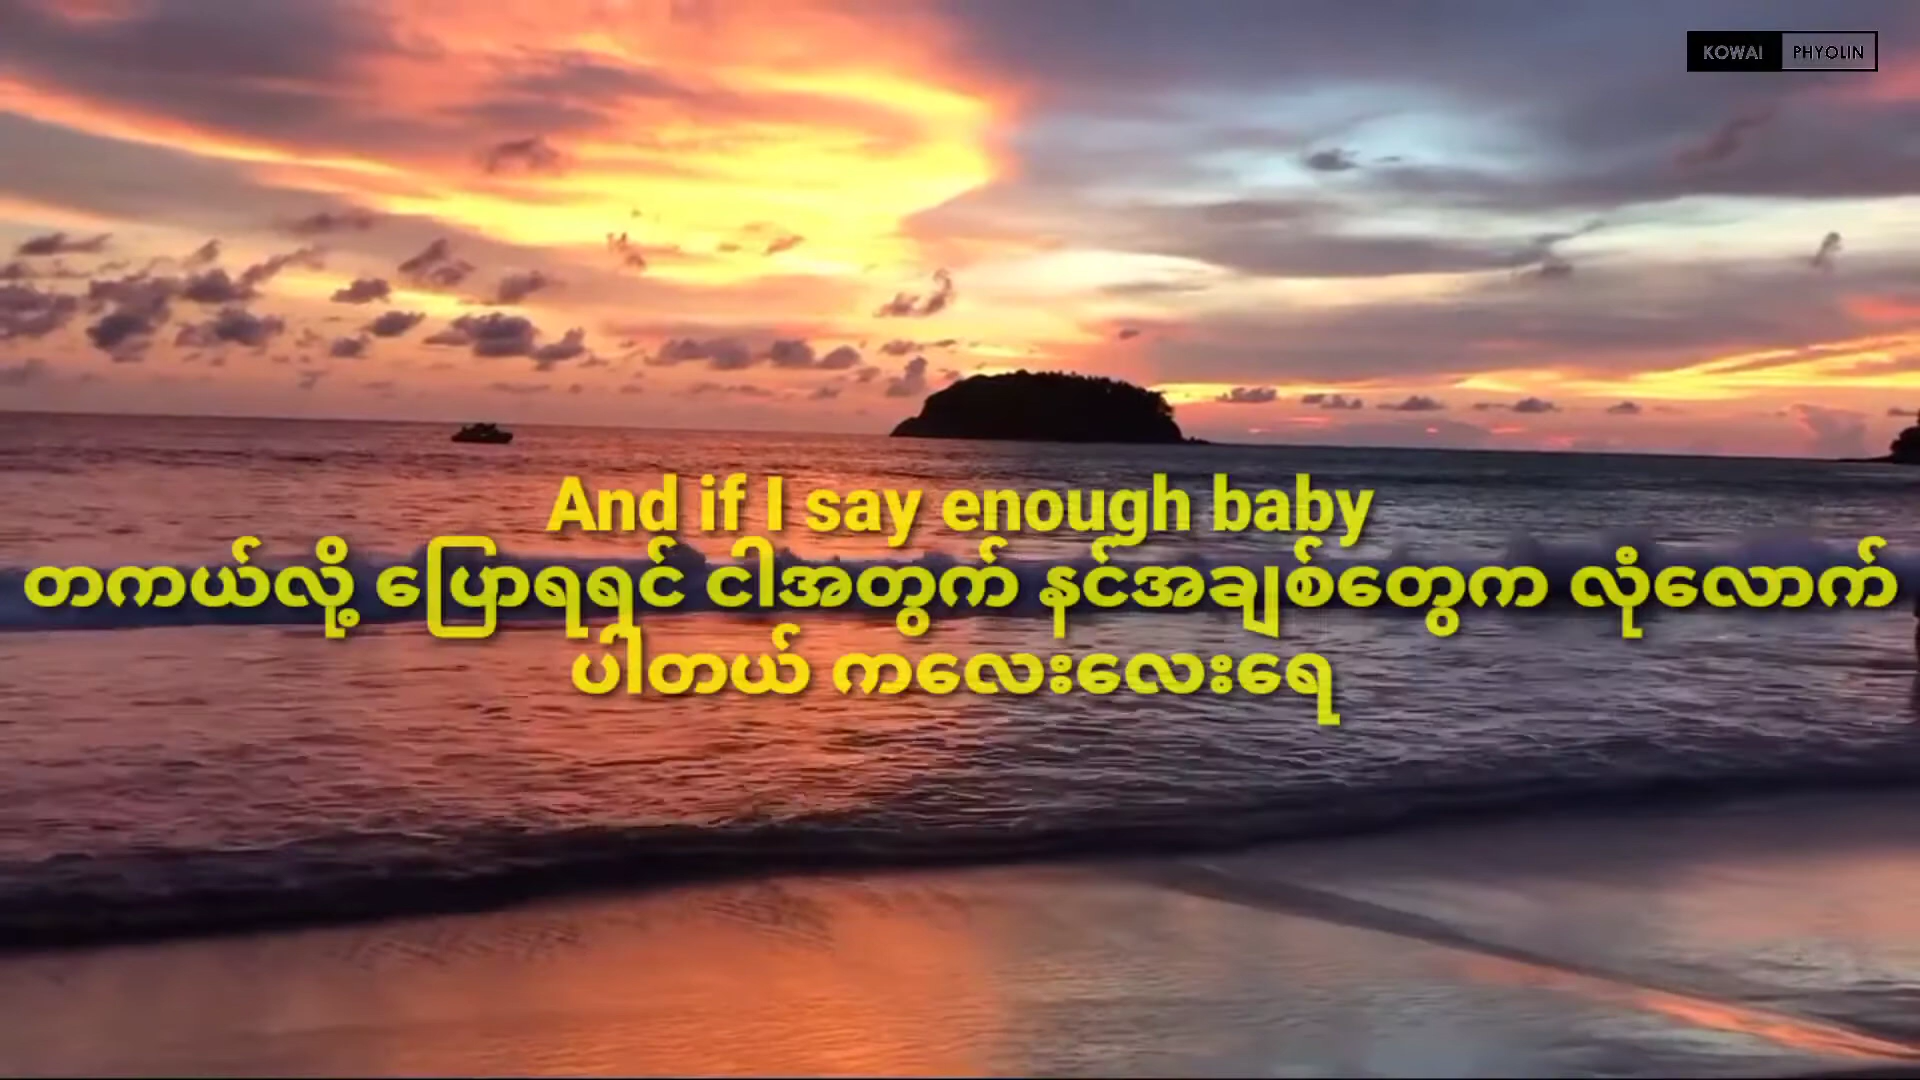 KOWAI PHYOLIN
And if I say enough baby
တကယ်လို့ ပြောရရင် ငါအတွက် နင်အချစ်တွေက လုံလောက်
ပါတယ် ကလေးလေးရေ